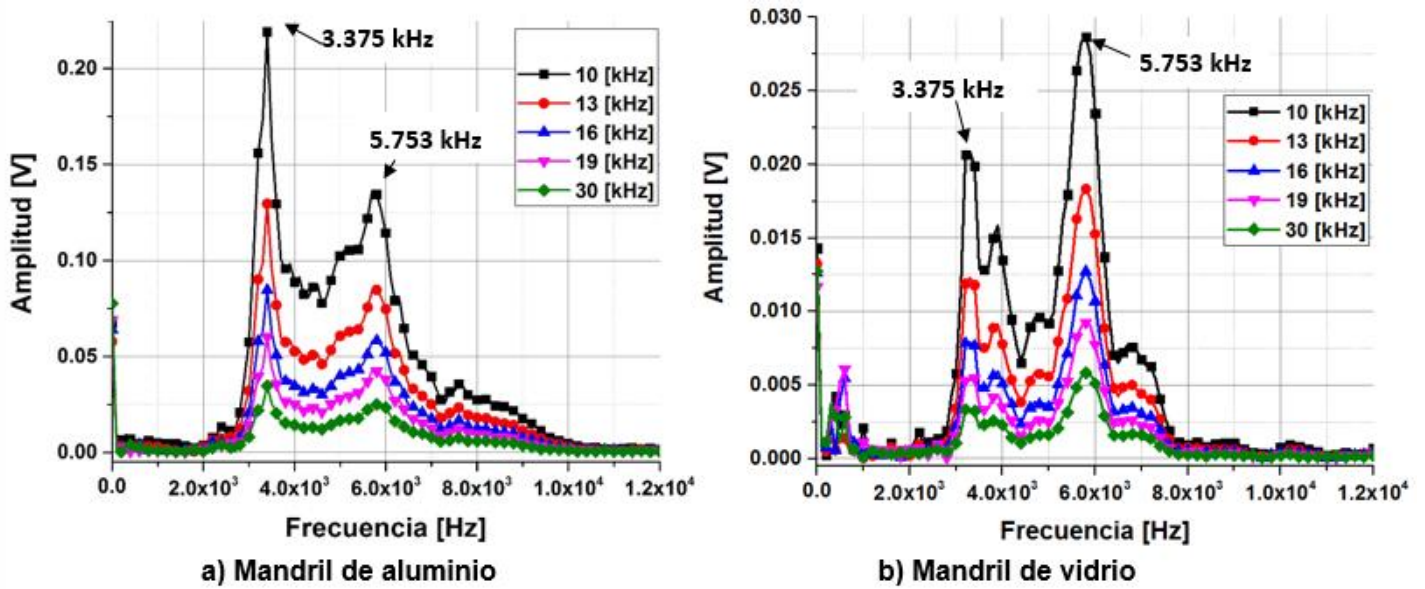 3.375 kHz
5.753 kHz
10 [kHz]
13 [kHz]
16 [kHz]
19 [kHz]
30 [kHz]
Amplitud [V]
0.20
0.15
0.10
0.05
0.00
0.0 2.0x10³ 4.0x10³ 6.0x10³ 8.0x10³ 1.0x10⁴ 1.2x10⁴
Frecuencia [Hz]
a) Mandril de aluminio
5.753 kHz
3.375 kHz
10 [kHz]
13 [kHz]
16 [kHz]
19 [kHz]
30 [kHz]
Amplitud [V]
0.030
0.025
0.020
0.015
0.010
0.005
0.000
0.0 2.0x10³ 4.0x10³ 6.0x10³ 8.0x10³ 1.0x10⁴ 1.2x10⁴
Frecuencia [Hz]
b) Mandril de vidrio